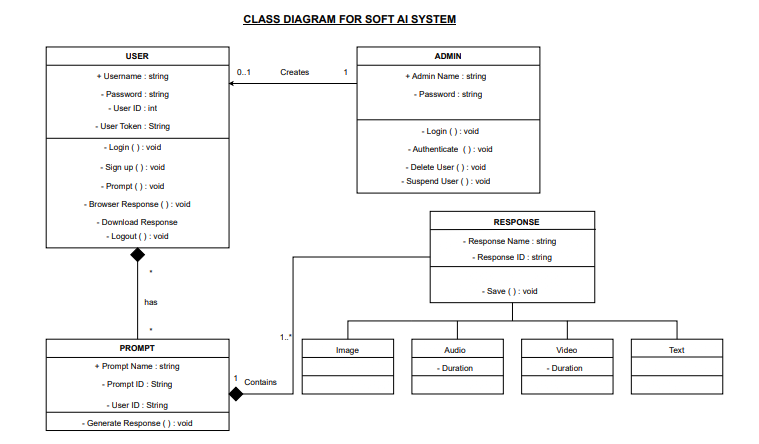 CLASS DIAGRAM FOR SOFT AI SYSTEM
USER
+ Username : string
- Password : string
- User ID : int
- User Token : String
- Login ( ) : void
- Sign up ( ) : void
- Prompt ( ) : void
- Browser Response ( ) : void
- Download Response
- Logout ( ) : void
0..1 Creates 1
ADMIN
+ Admin Name : string
- Password : string
- Login ( ) : void
- Authenticate ( ) : void
- Delete User ( ) : void
- Suspend User ( ) : void
RESPONSE
- Response Name : string
- Response ID : string
- Save ( ) : void
*
has
*
PROMPT
+ Prompt Name : string
- Prompt ID : String
- User ID : String
- Generate Response ( ) : void
1..*
1 Contains
Image
Audio
- Duration
Video
- Duration
Text